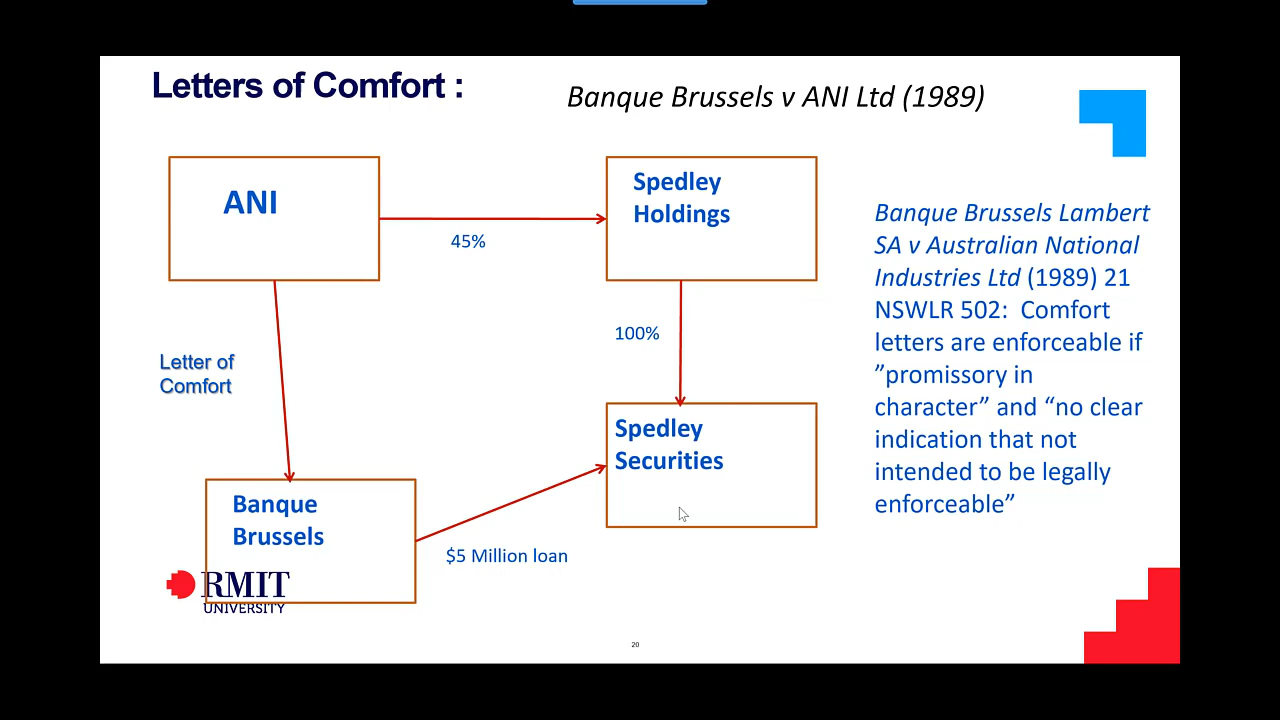 Letters of Comfort :
Banque Brussels v ANI Ltd (1989)
ANI
45%
Spedley
Holdings
100%
Letter of
Comfort
Spedley
Securities
Banque
Brussels
$5 Million loan
Banque Brussels Lambert
SA v Australian National
Industries Ltd (1989) 21
NSWLR 502:  Comfort
letters are enforceable if
”promissory in
character” and “no clear
indication that not
intended to be legally
enforceable”
RMIT
UNIVERSITY
20